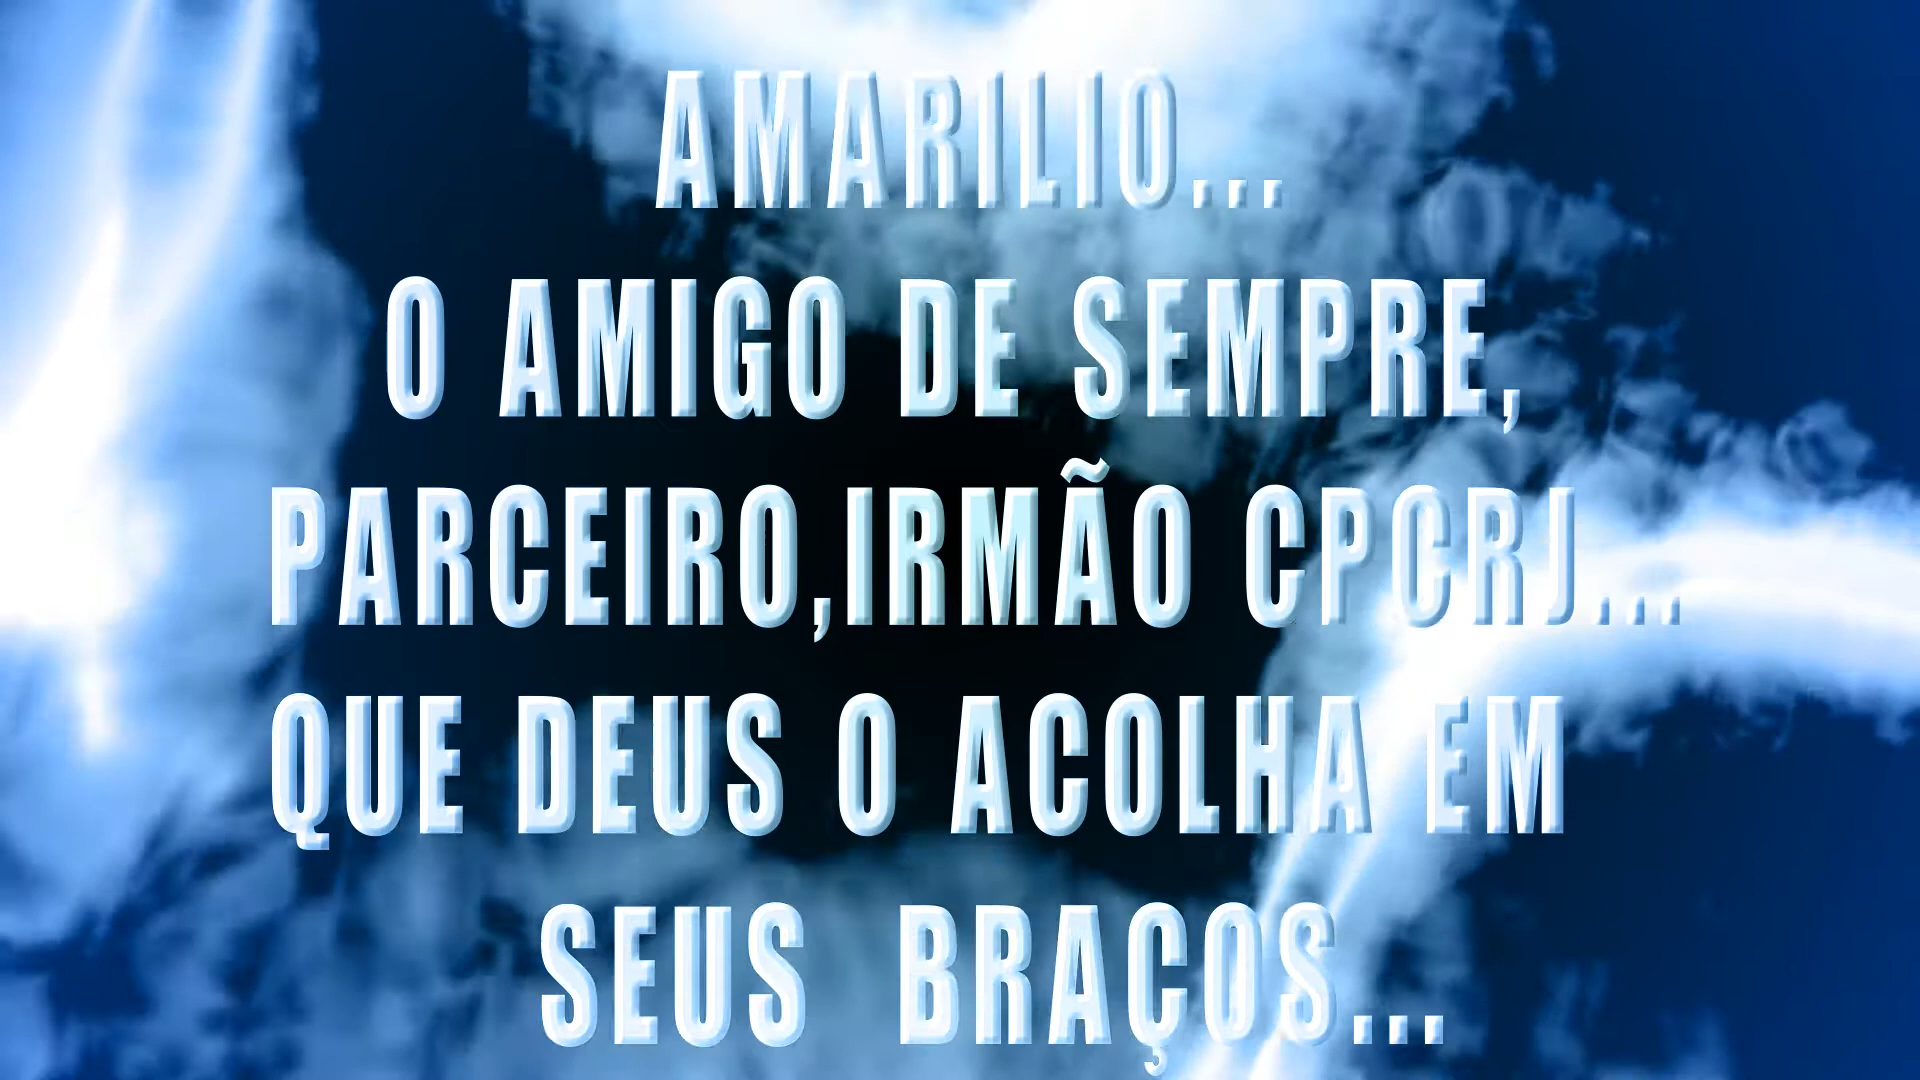 AMARILIO...
O AMIGO DE SEMPRE,
PARCEIRO,IRMÃO CPCRJ...
QUE DEUS O ACOLHA EM
SEUS BRAÇOS...